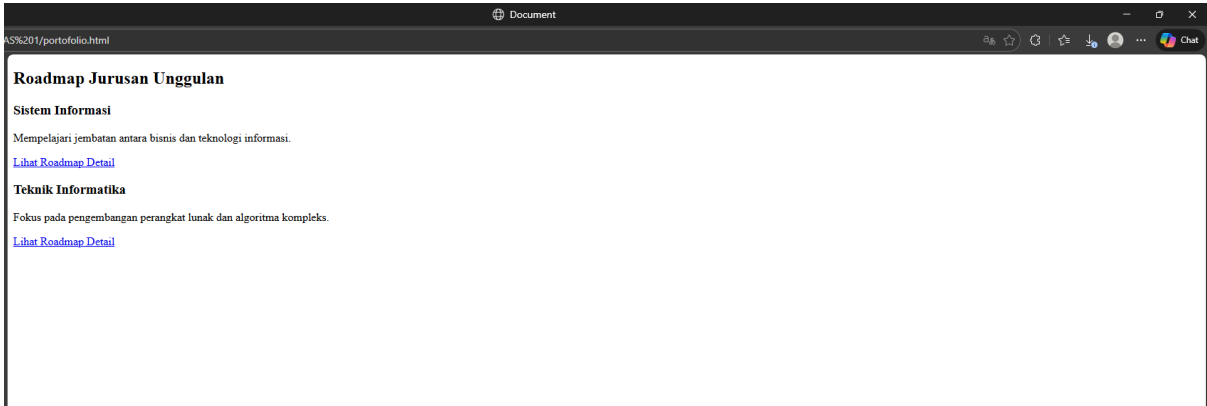 Document
AS%201/portofolio.html
Chat
Roadmap Jurusan Unggulan
Sistem Informasi
Mempelajari jembatan antara bisnis dan teknologi informasi.
Lihat Roadmap Detail
Teknik Informatika
Fokus pada pengembangan perangkat lunak dan algoritma kompleks.
Lihat Roadmap Detail